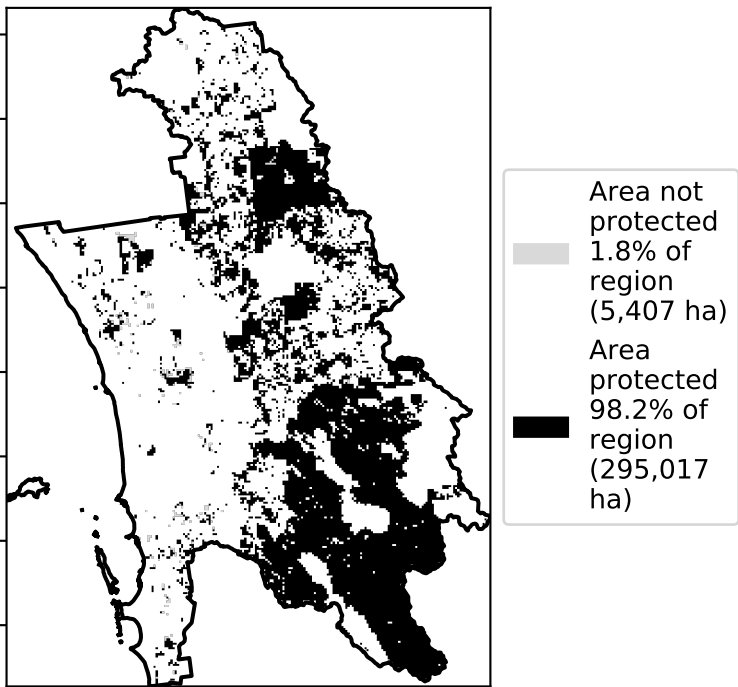 Area not
protected
1.8% of
region
(5,407 ha)
Area
protected
98.2% of
region
(295,017
ha)